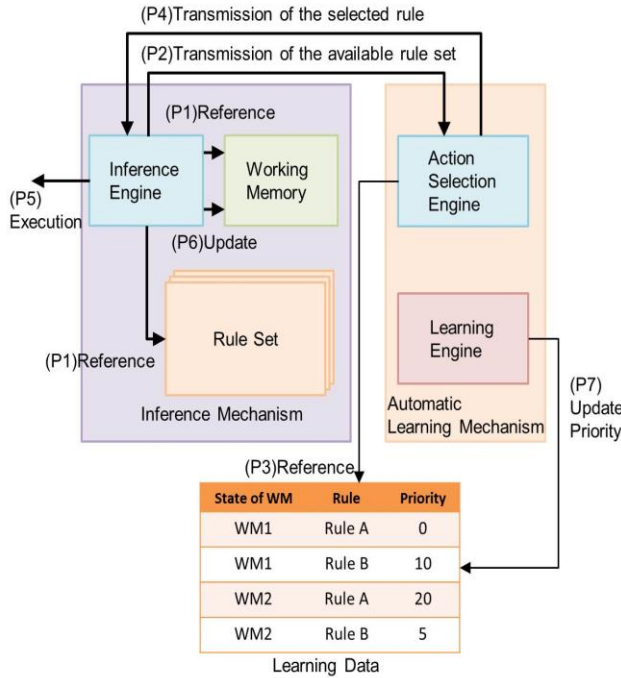 (P4)Transmission of the selected rule
(P2)Transmission of the available rule set
(P1)Reference
Inference
Engine
Working
Memory
Action
Selection
Engine
(P5)
Execution
(P6)Update
Rule Set
(P1)Reference
Inference Mechanism
Learning
Engine
Automatic
Learning Mechanism
(P7)
Update
Priority
(P3)Reference
State of WM Rule Priority
WM1 Rule A 0
WM1 Rule B 10
WM2 Rule A 20
WM2 Rule B 5
Learning Data